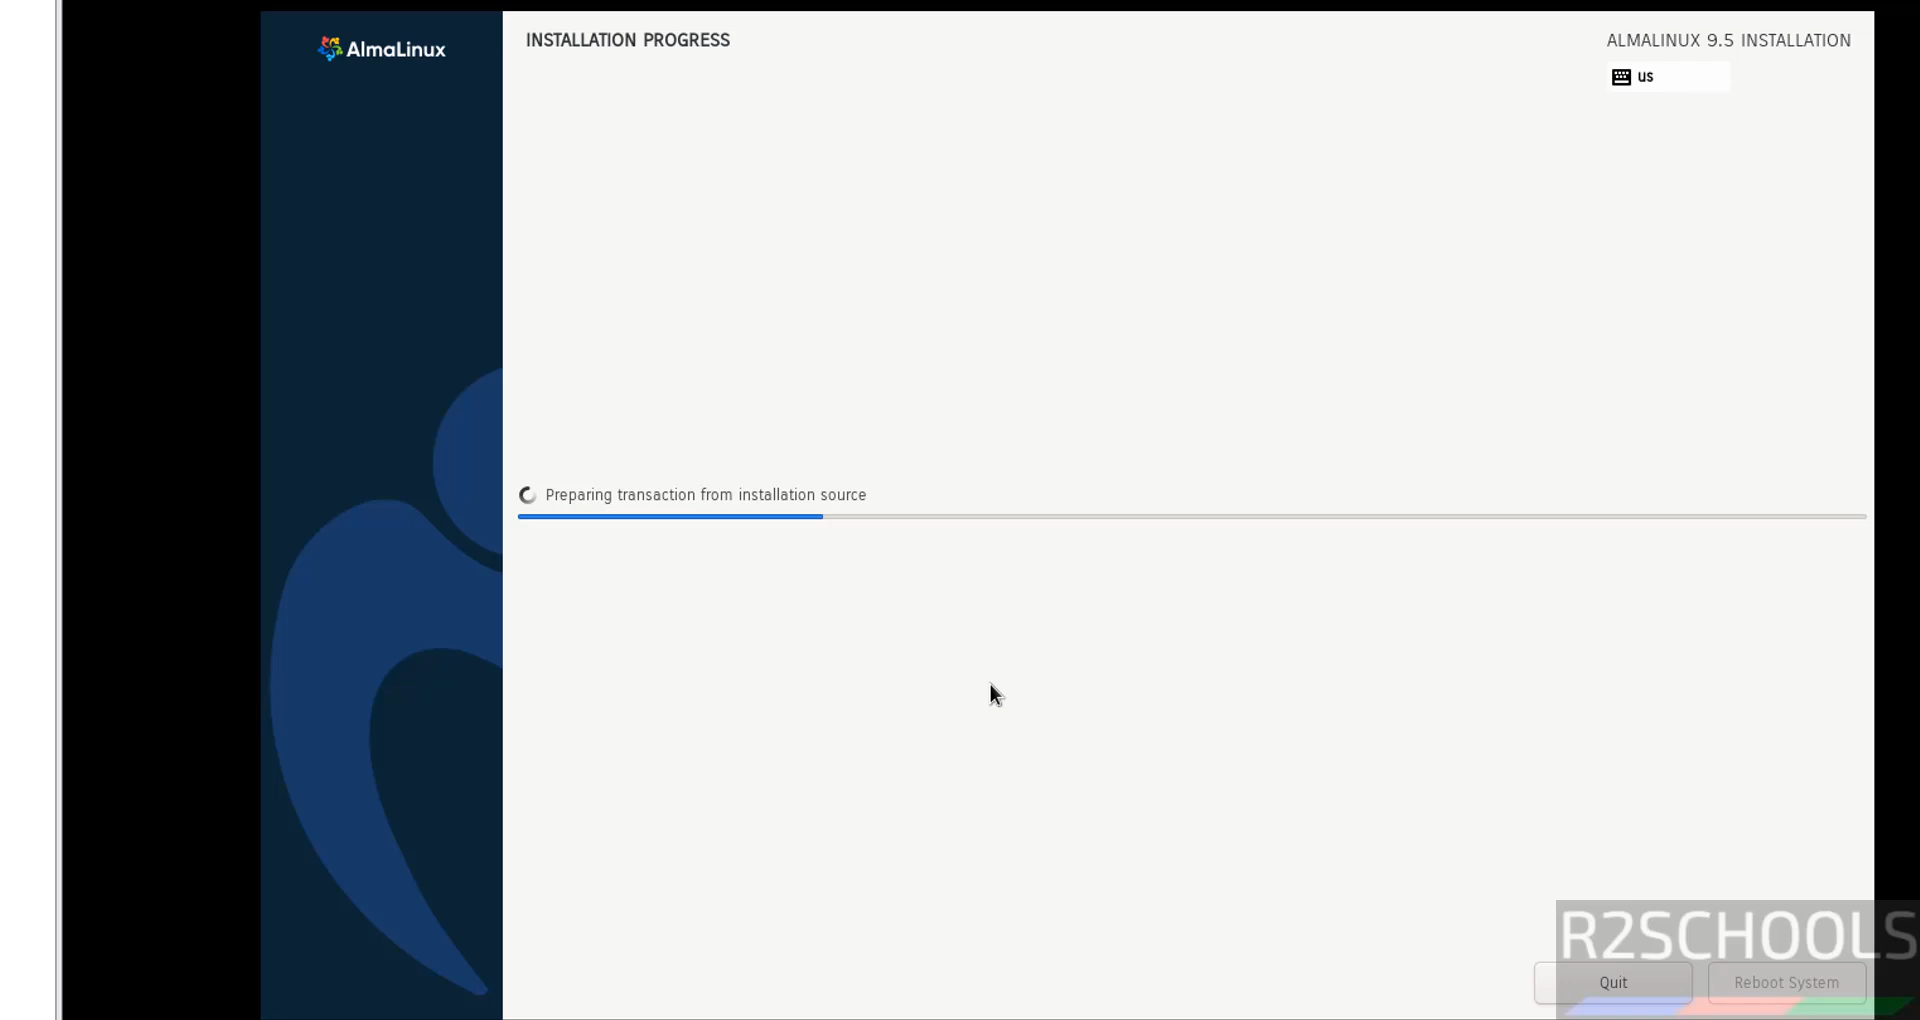 AlmaLinux
INSTALLATION PROGRESS
ALMALINUX 9.5 INSTALLATION
us
Preparing transaction from installation source
R2SCHOOLS
Quit
Reboot System